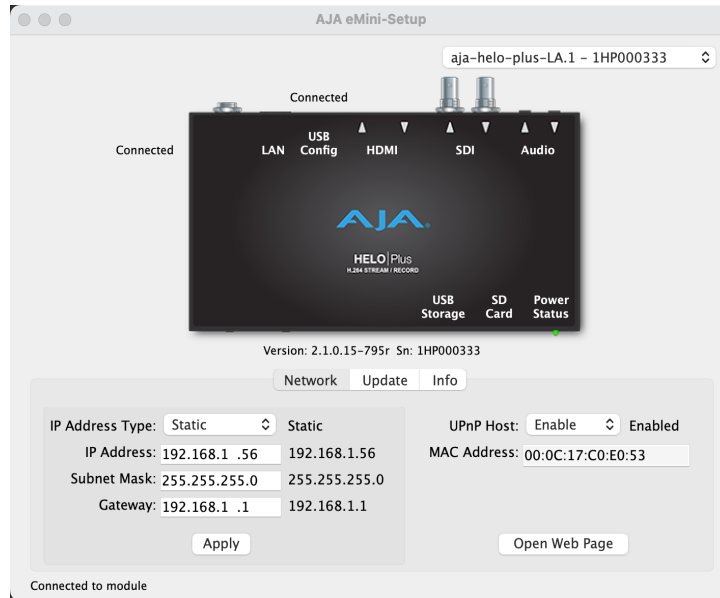 AJA eMini-Setup
aja-helo-plus-LA.1 - 1HP000333
Connected
Connected
LAN
USB Config
HDMI
SDI
Audio
AJA
HELO Plus
H.264 STREAM / RECORD
USB Storage
SD Card
Power Status
Version: 2.1.0.15-795r Sn: 1HP000333
Network Update Info
IP Address Type: Static Static
IP Address: 192.168.1 .56 192.168.1.56
Subnet Mask: 255.255.255.0 255.255.255.0
Gateway: 192.168.1 .1 192.168.1.1
Apply
UPnP Host: Enable Enabled
MAC Address: 00:0C:17:C0:E0:53
Open Web Page
Connected to module